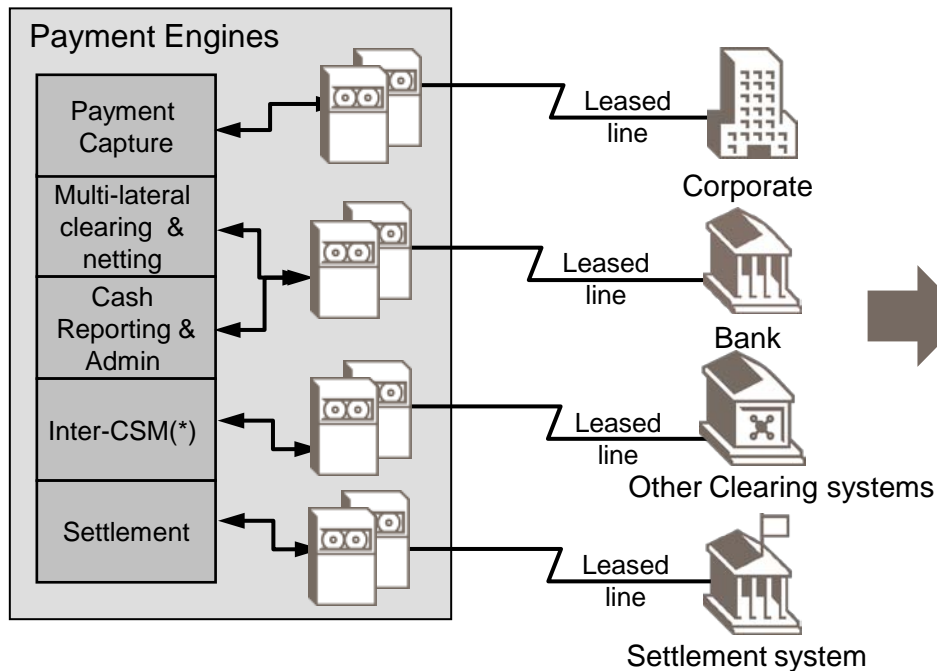 Payment Engines
Payment
Capture
Multi-lateral
clearing & 
netting
Cash
Reporting &
Admin
Inter-CSM(*)
Settlement
Leased
line
Corporate
Leased
line
Bank
Leased
line
Other Clearing systems
Leased
line
Settlement system